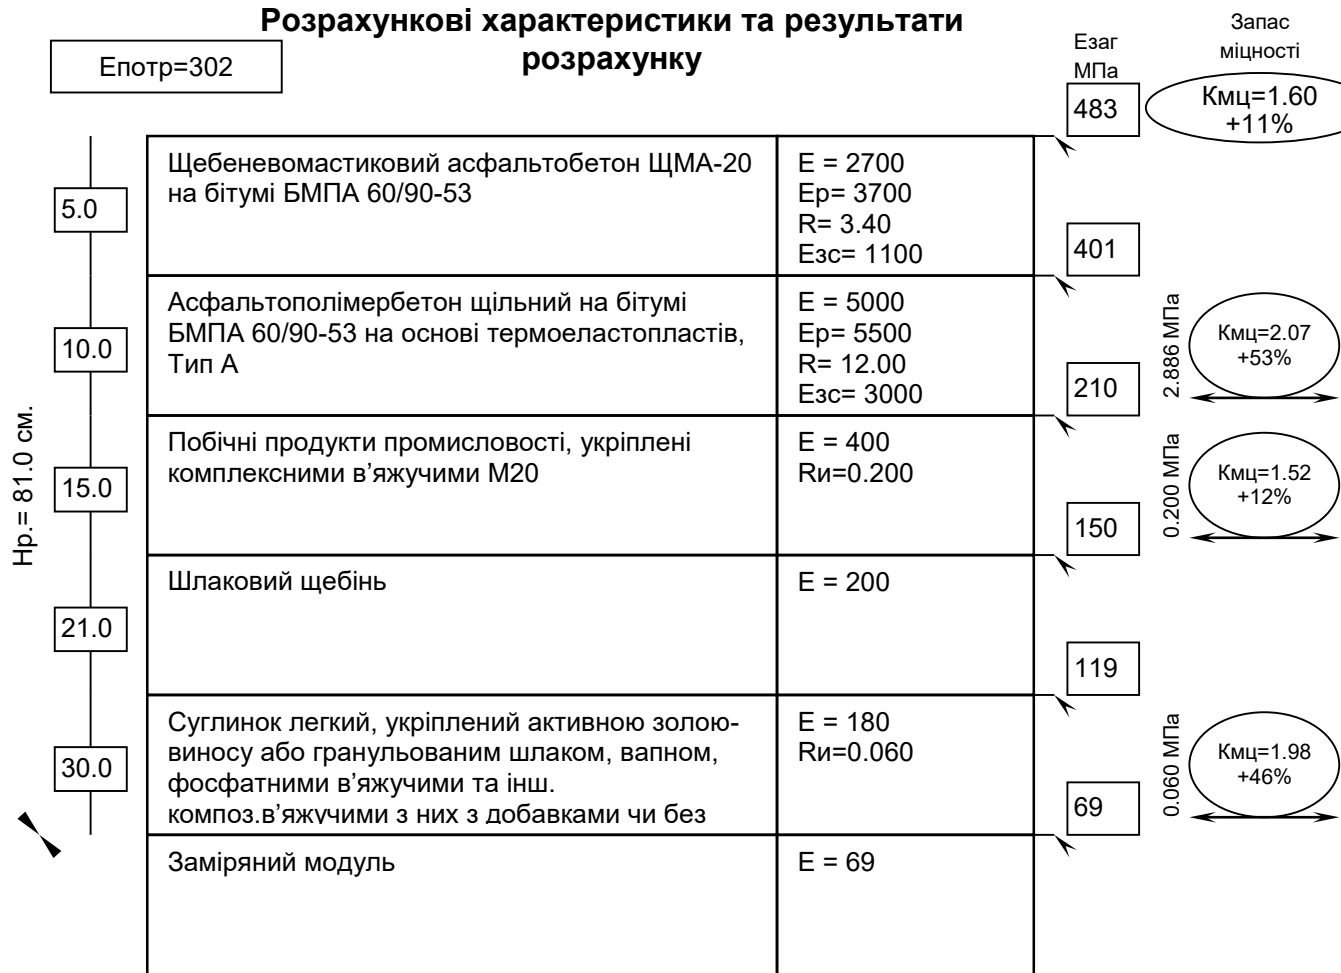 Розрахункові характеристики та результати
розрахунку
Епотр=302
Езаг
МПа
Запас
міцності
483
Кмц=1.60
+11%
Щебеневомастиковий асфальтобетон ЩМА-20
на бітумі БМПА 60/90-53
E = 2700
Ep= 3700
R= 3.40
Eзс= 1100
5.0
401
Асфальтополімербетон щільний на бітумі
БМПА 60/90-53 на основі термоеластопластів,
Тип А
E = 5000
Ep= 5500
R= 12.00
Eзс= 3000
10.0
210
2.886 МПа
Кмц=2.07
+53%
Побічні продукти промисловості, укріплені
комплексними в’яжучими М20
E = 400
Rи=0.200
15.0
150
0.200 МПа
Кмц=1.52
+12%
Нр.= 81.0 см.
Шлаковий щебінь
E = 200
21.0
119
Суглинок легкий, укріплений активною золою-
виносу або гранульованим шлаком, вапном,
фосфатними в’яжучими та інш.
композ.в’яжучими з них з добавками чи без
E = 180
Rи=0.060
30.0
69
0.060 МПа
Кмц=1.98
+46%
Заміряний модуль
E = 69